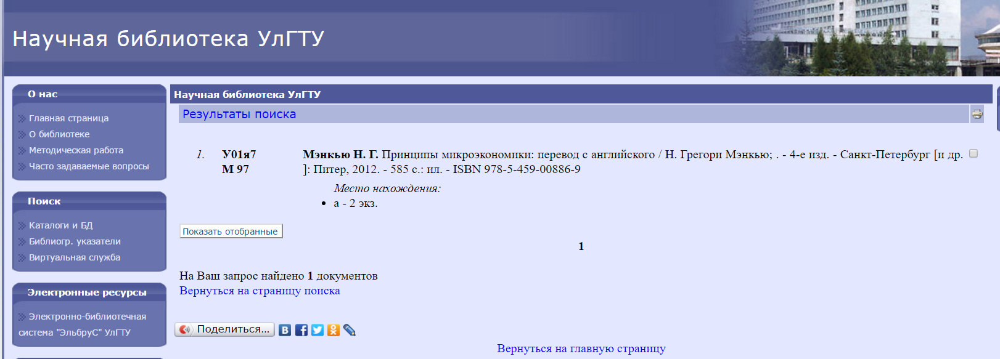 Научная библиотека УлГТУ
О нас
Главная страница
О библиотеке
Методическая работа
Часто задаваемые вопросы
Поиск
Каталоги и БД
Библиогр. указатели
Виртуальная служба
Электронные ресурсы
Электронно-библиотечная
система "ЭльбруС" УлГТУ
Научная библиотека УлГТУ
Результаты поиска
1. У01я7 Мэнкью Н. Г. Принципы микроэкономики: перевод с английского / Н. Грегори Мэнкью; . - 4-е изд. - Санкт-Петербург [и др.
М 97 ]: Питер, 2012. - 585 с.: ил. - ISBN 978-5-459-00886-9
Место нахождения:
• а - 2 экз.
Показать отобранные
1
На Ваш запрос найдено 1 документов
Вернуться на страницу поиска
Поделиться...
Вернуться на главную страницу